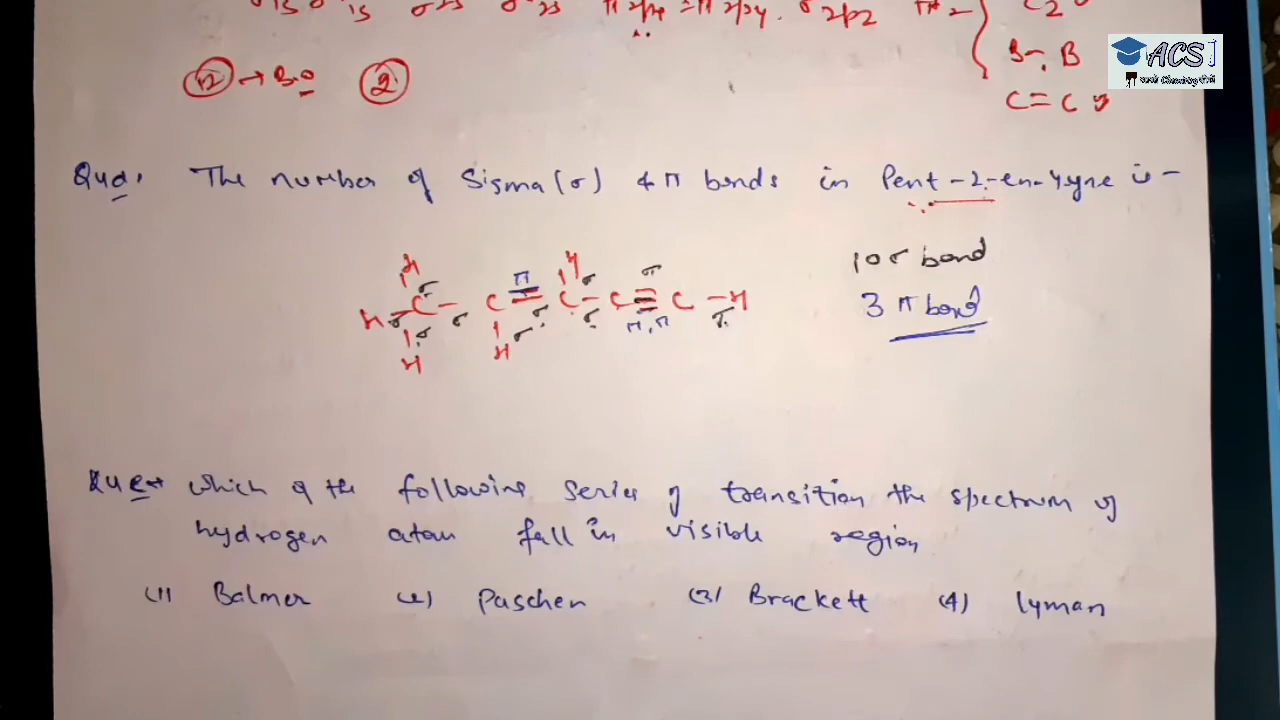 C2
B B
C = C
ACS
12 → B.O 2
Que. The number of Sigma (σ) & π bonds in Pent-2-en-4yne is -
H H
H - C - C = C - C ≡ C - H
H H
σ σ σ σ σ σ σ σ σ σ
π π, π
10 σ bond
3 π bond
Que → which of the following series of transition the spectrum of
hydrogen atom fall in visible region
(1) Balmer (2) Paschen (3) Brackett (4) lyman